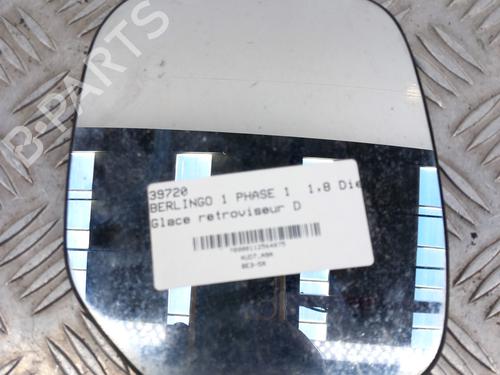 B-PARTS
39720
BERLINGO 1 PHASE 1 1,8 Die
Glace retroviseur D